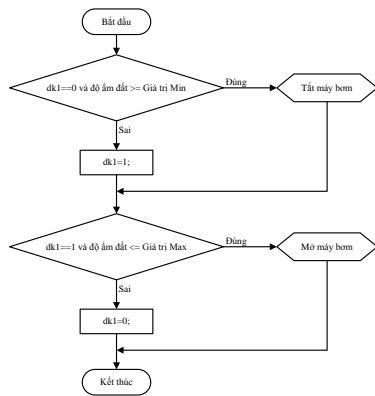 Bắt đầu
dk1==0 và độ ẩm đất >= Giá trị Min
Đúng
Tắt máy bơm
Sai
dk1=1;
dk1==1 và độ ẩm đất <= Giá trị Max
Đúng
Mở máy bơm
Sai
dk1=0;
Kết thúc